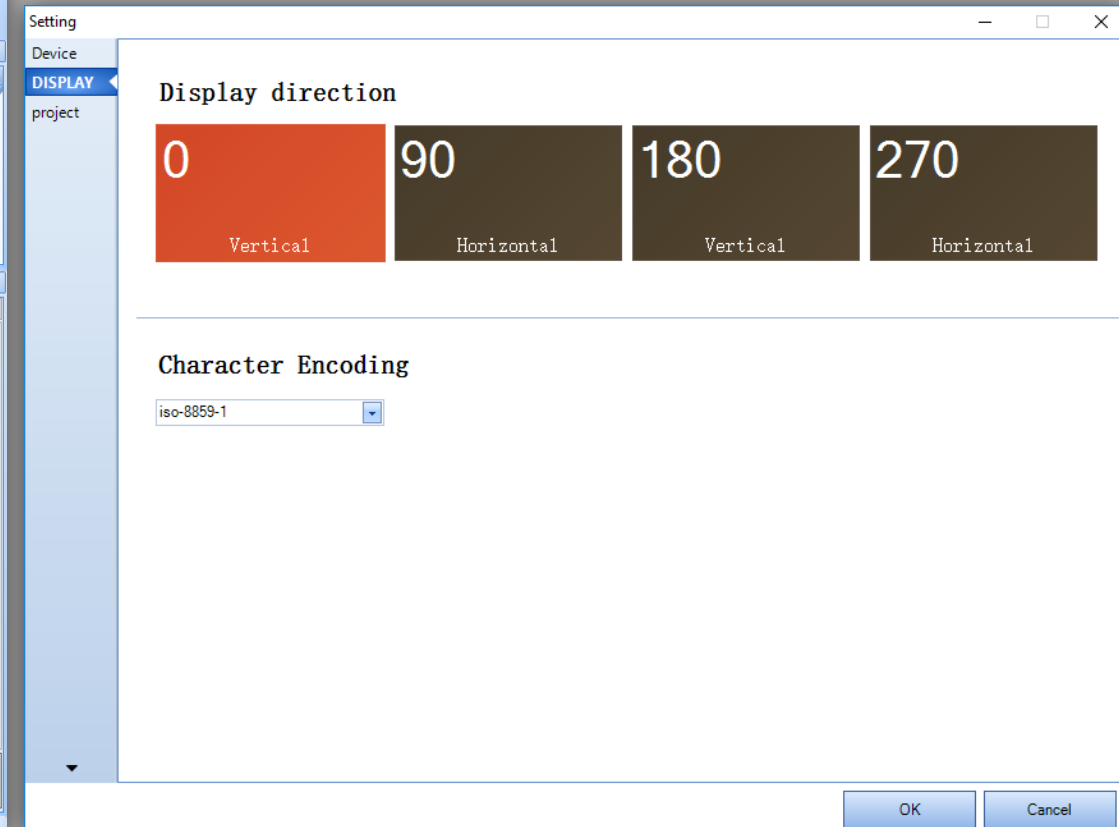 Setting
Device
DISPLAY
project
Display direction
0 90 180 270
Vertical Horizontal Vertical Horizontal
Character Encoding
iso-8859-1
OK Cancel